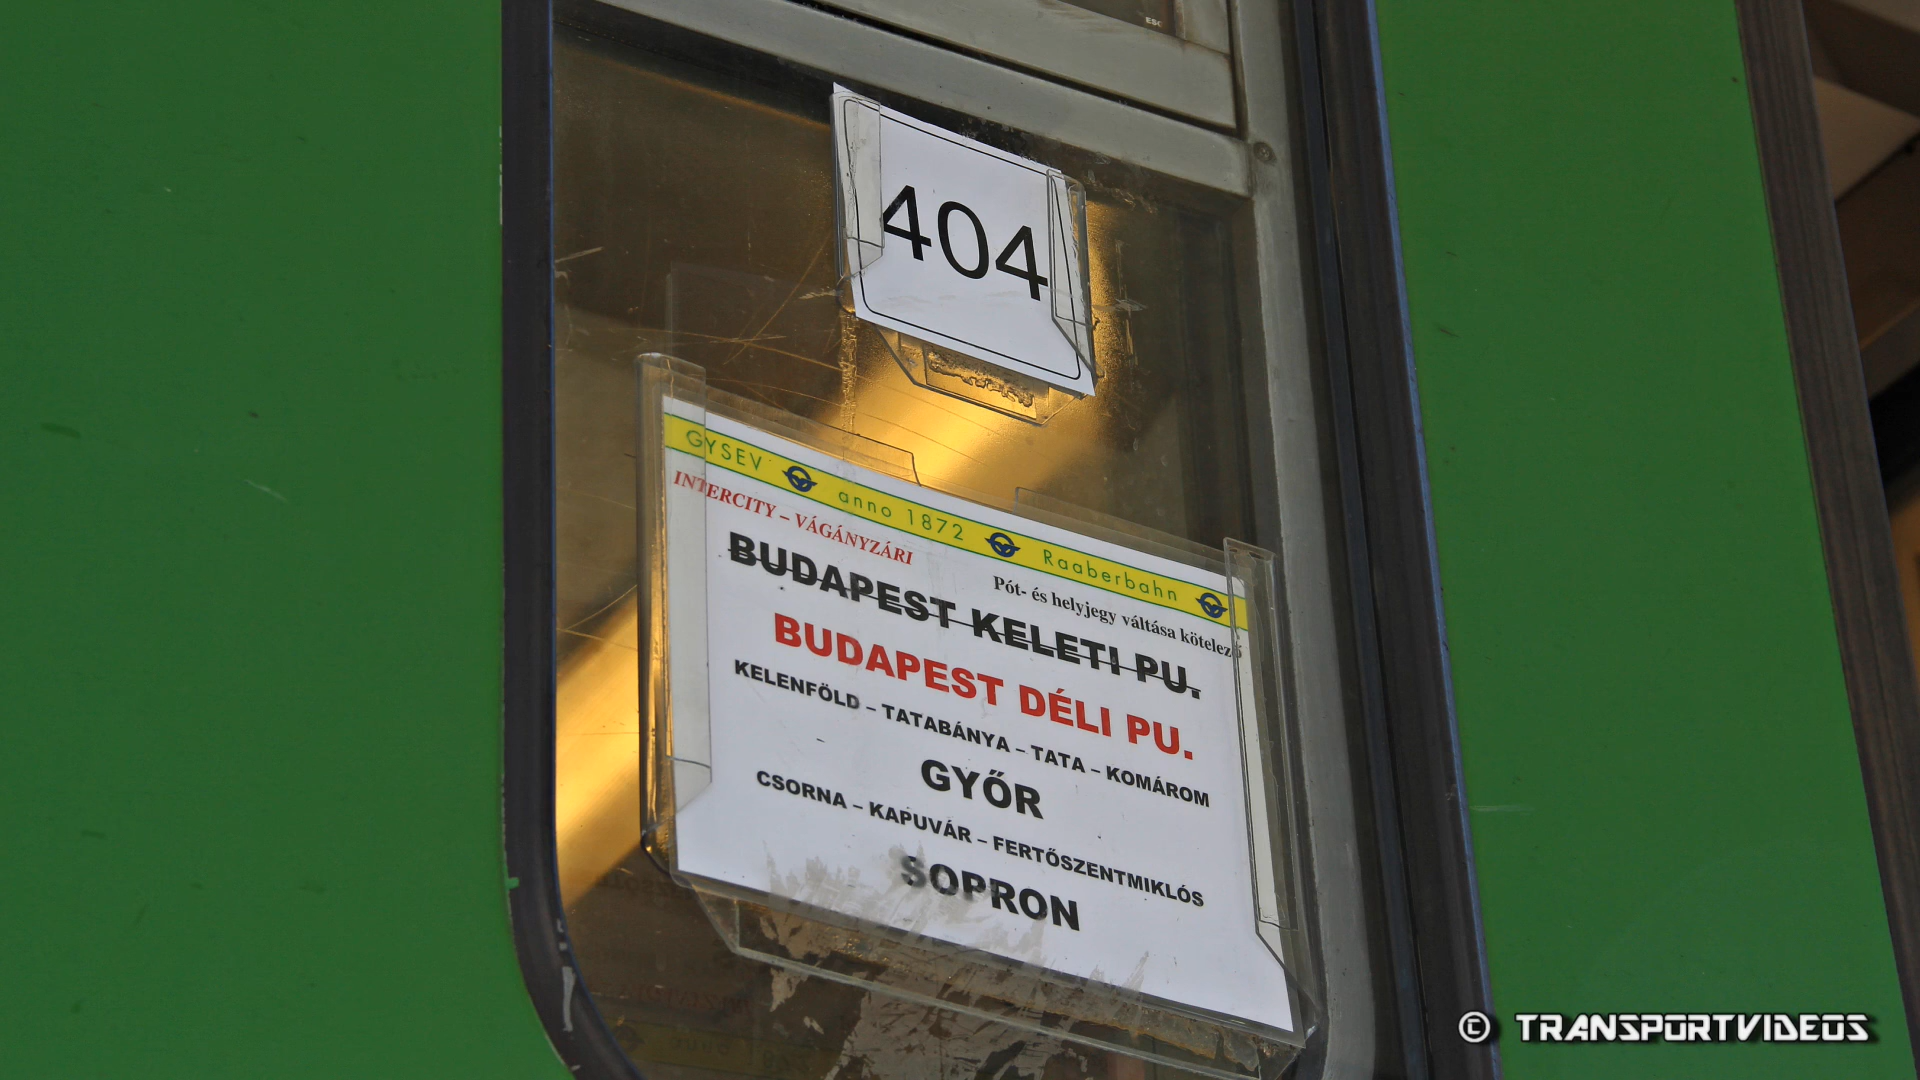 404
GYSEV anno 1872 Raaberbahn
INTERCITY – VÁGÁNYZÁRI
Pót- és helyjegy váltása kötelező
BUDAPEST KELETI PU.
BUDAPEST DÉLI PU.
KELENFÖLD – TATABÁNYA – TATA – KOMÁROM
GYŐR
CSORNA – KAPUVÁR – FERTŐSZENTMIKLÓS
SOPRON
© TRANSPORTVIDEOS